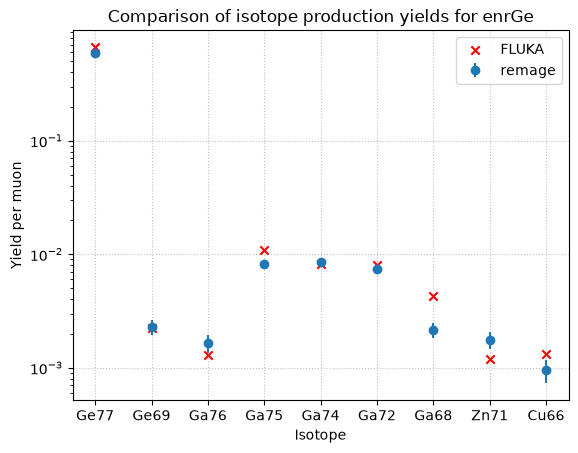 Comparison of isotope production yields for enrGe
FLUKA
remage
Yield per muon
10⁻¹
10⁻²
10⁻³
Ge77 Ge69 Ga76 Ga75 Ga74 Ga72 Ga68 Zn71 Cu66
Isotope